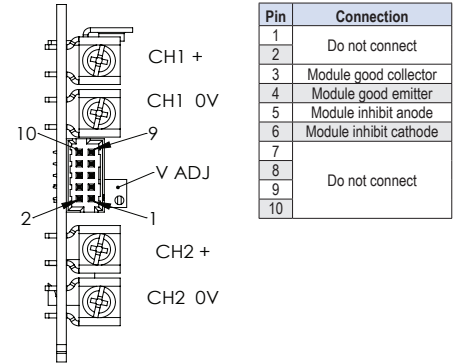 CH1 +
CH1 0V
10
9
V ADJ
2
1
CH2 +
CH2 0V
Pin Connection
1
Do not connect
2
3 Module good collector
4 Module good emitter
5 Module inhibit anode
6 Module inhibit cathode
7
8
Do not connect
9
10